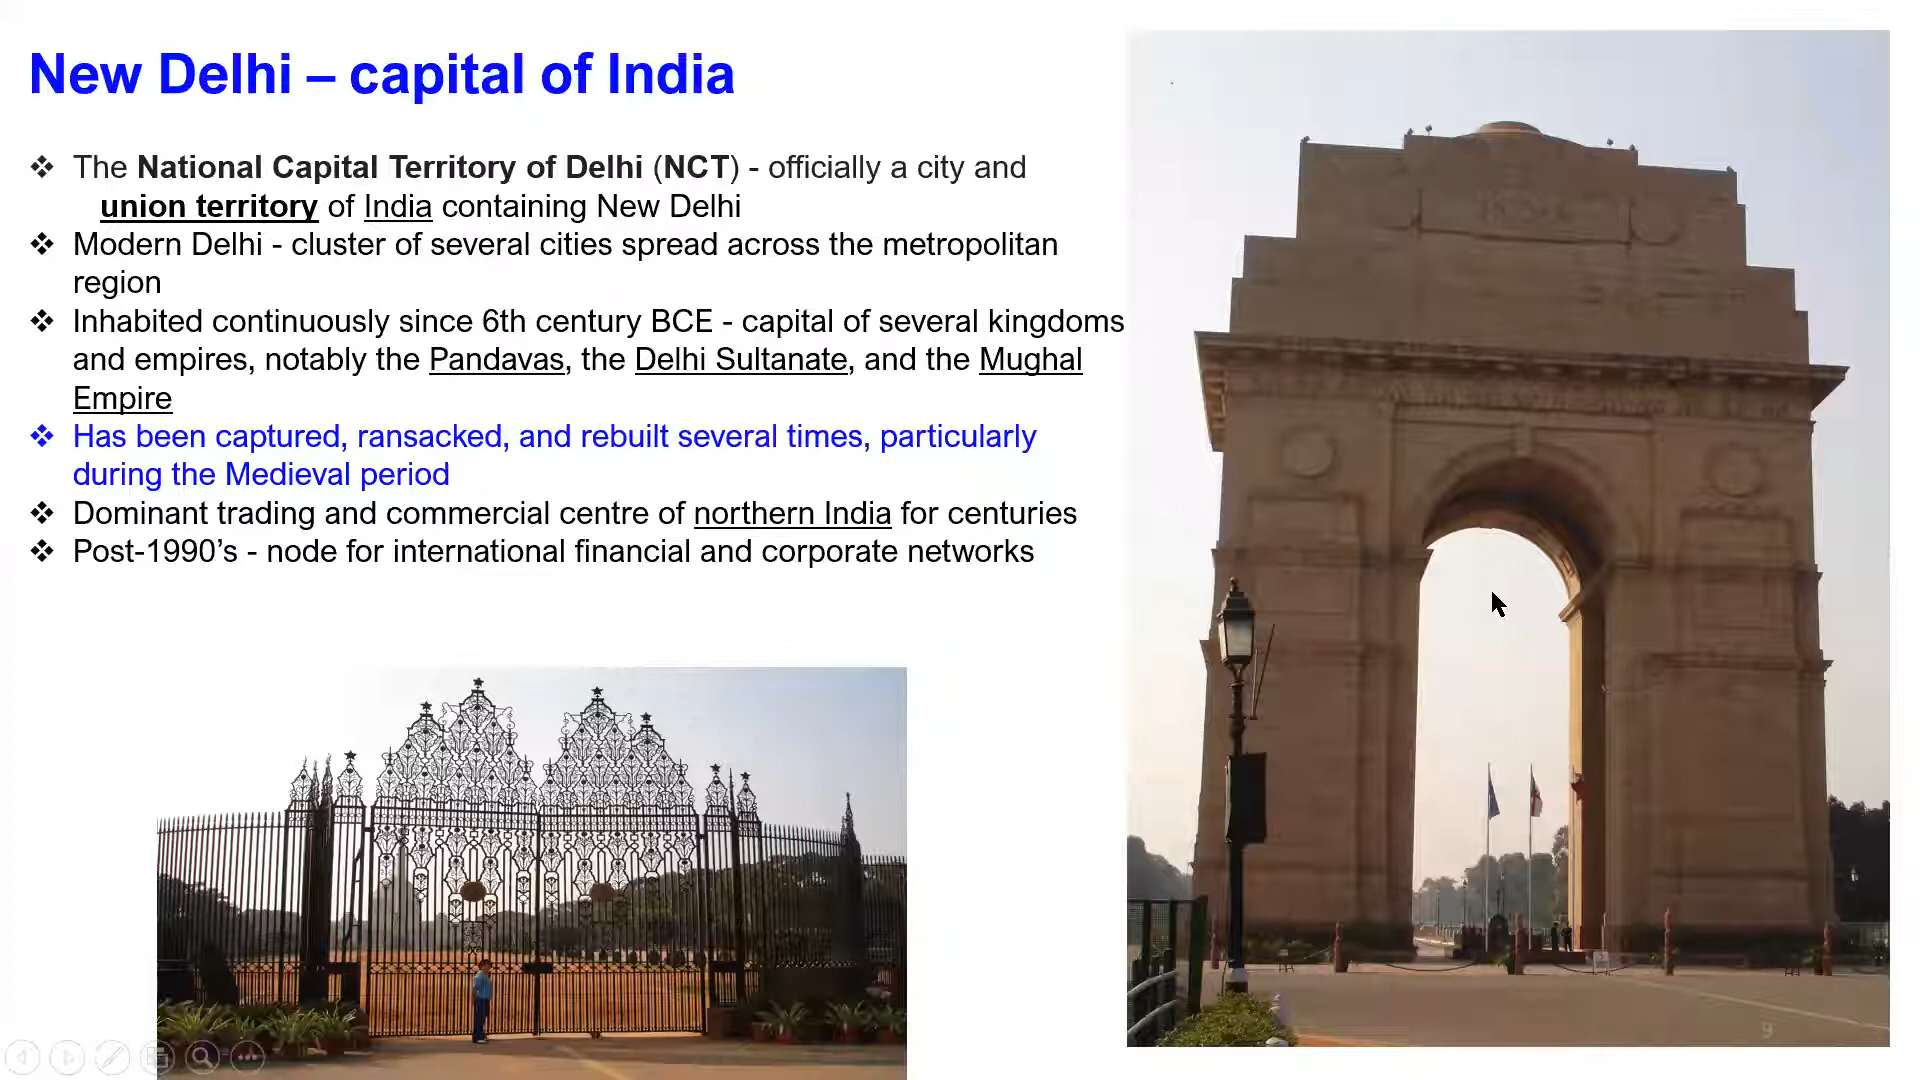 New Delhi – capital of India
❖ The National Capital Territory of Delhi (NCT) - officially a city and
union territory of India containing New Delhi
❖ Modern Delhi - cluster of several cities spread across the metropolitan
region
❖ Inhabited continuously since 6th century BCE - capital of several kingdoms
and empires, notably the Pandavas, the Delhi Sultanate, and the Mughal
Empire
❖ Has been captured, ransacked, and rebuilt several times, particularly
during the Medieval period
❖ Dominant trading and commercial centre of northern India for centuries
❖ Post-1990’s - node for international financial and corporate networks
9